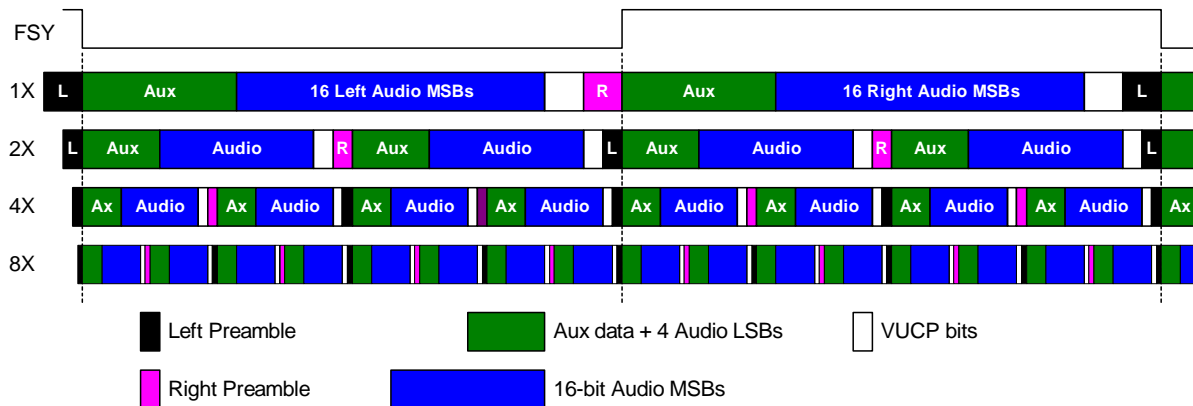 FSY
1X L Aux 16 Left Audio MSBs R Aux 16 Right Audio MSBs L
2X L Aux Audio R Aux Audio L Aux Audio R Aux Audio L
4X Ax Audio Ax Audio Ax Audio Ax Audio Ax Audio Ax Audio Ax Audio Ax Audio Ax
8X
Left Preamble Aux data + 4 Audio LSBs VUCP bits
Right Preamble 16-bit Audio MSBs